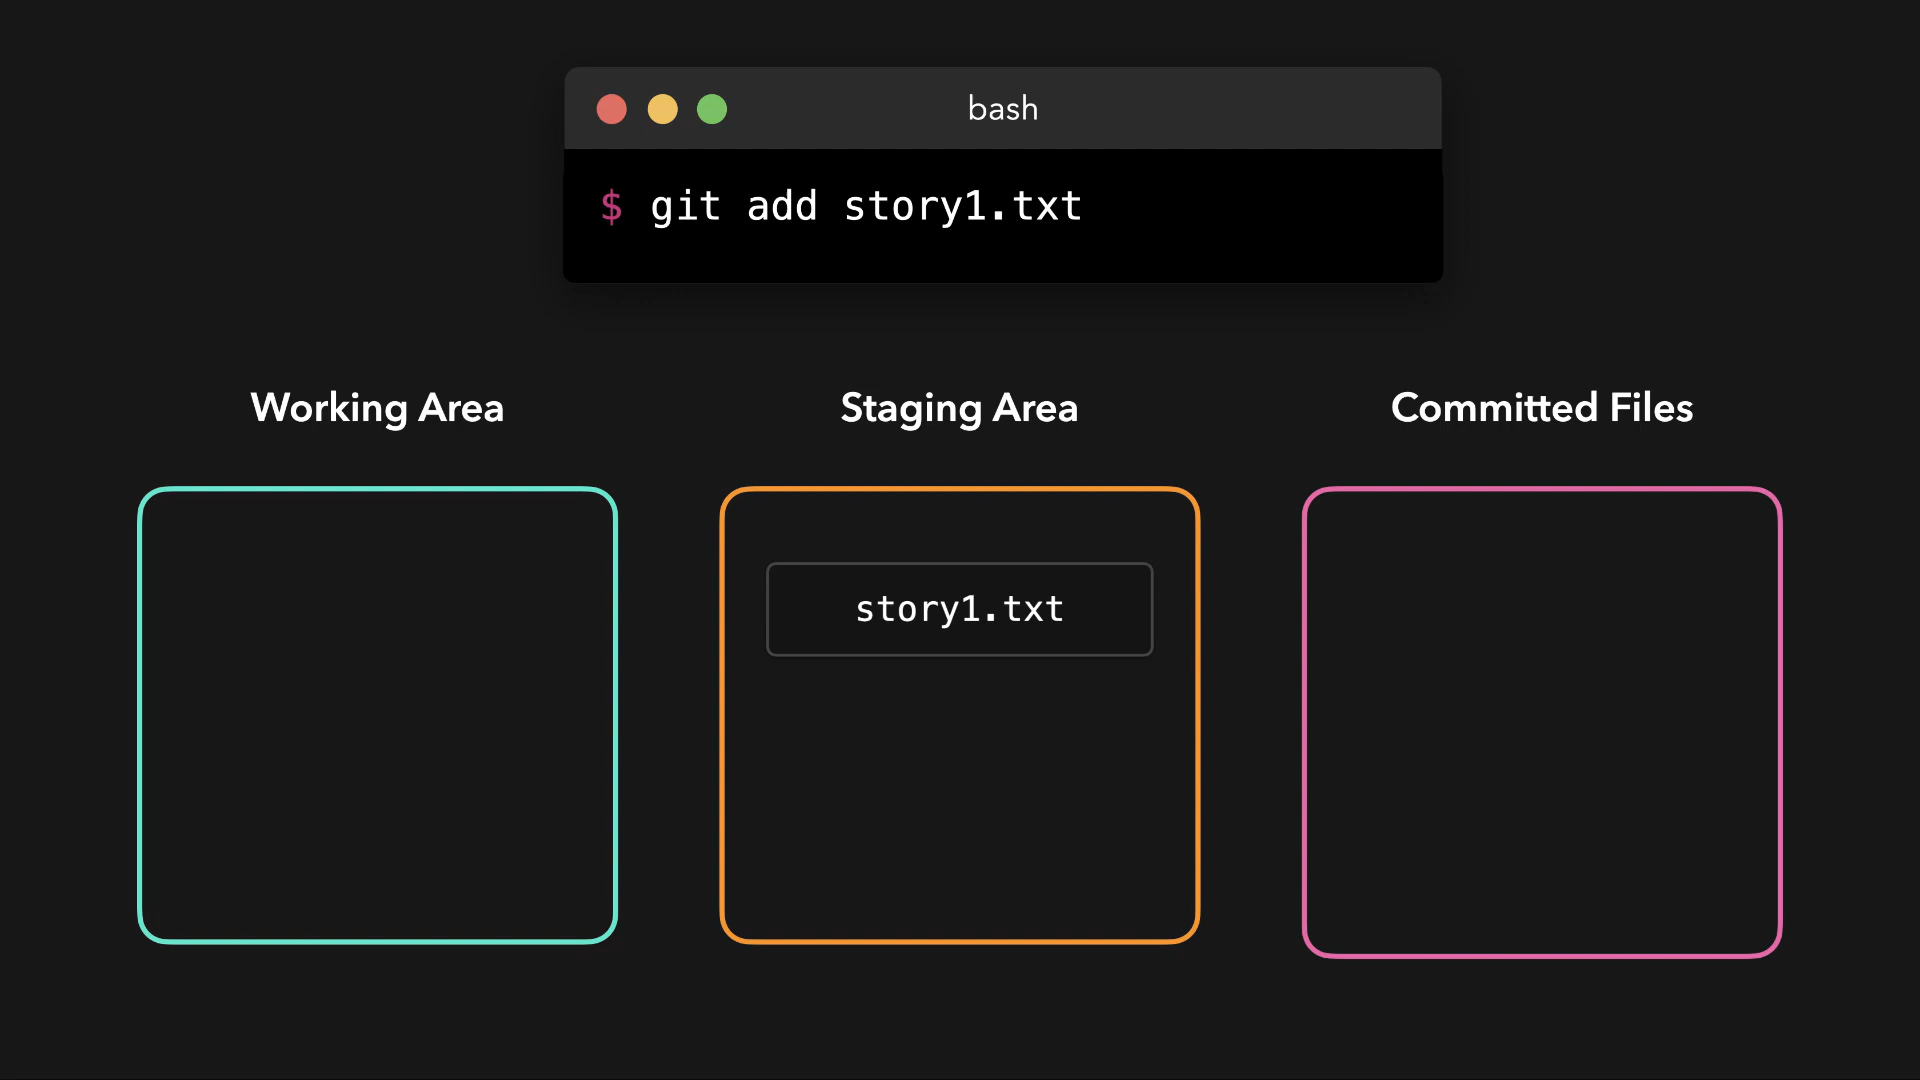 bash
$ git add story1.txt
Working Area
Staging Area
Committed Files
story1.txt